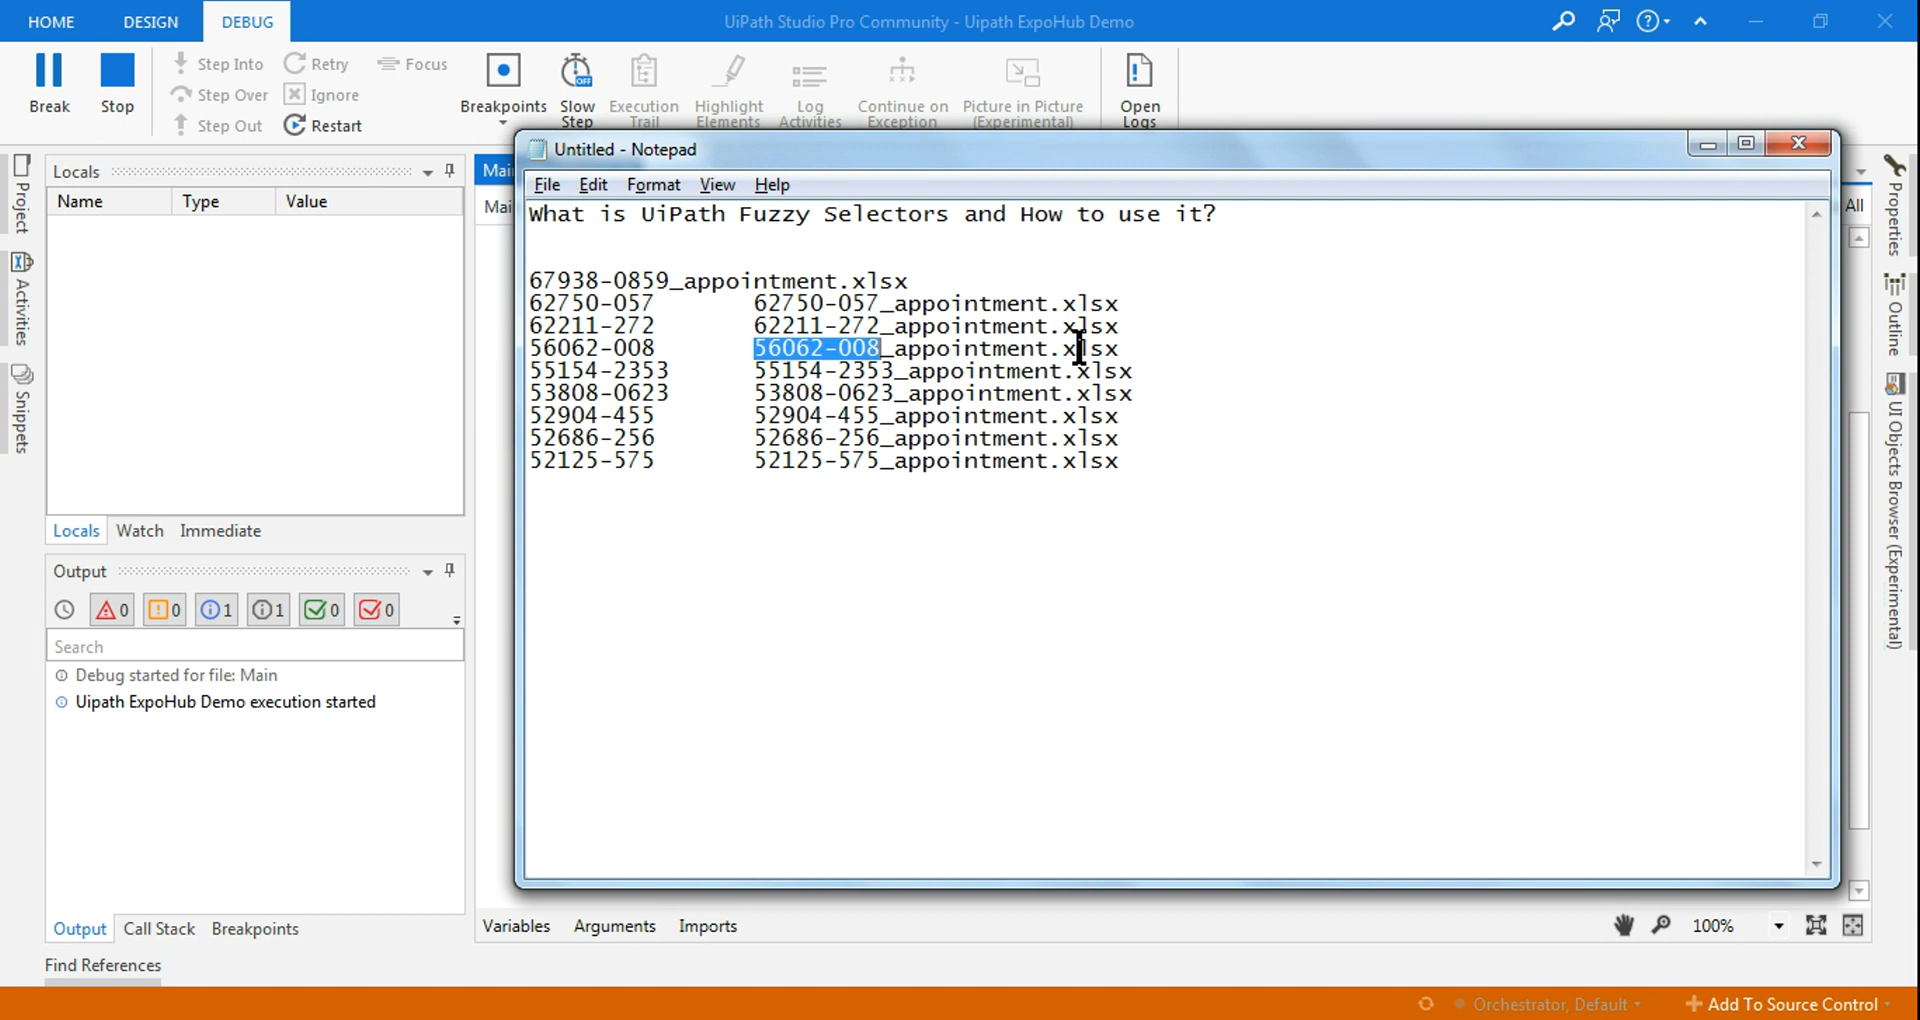 HOME DESIGN DEBUG UiPath Studio Pro Community - Uipath ExpoHub Demo
Break
Stop
Step Into
Step Over
Step Out
Retry
Ignore
Restart
Focus
Breakpoints
Slow
Step
Execution
Trail
Highlight
Elements
Log
Activities
Continue on
Exception
Picture in Picture
(Experimental)
Open
Logs
Project
Activities
Snippets
Locals
Name Type Value
Locals Watch Immediate
Output
0 0 1 1 0 0
Search
Debug started for file: Main
Uipath ExpoHub Demo execution started
Output Call Stack Breakpoints
Find References
Mai
Mai
Untitled - Notepad
File Edit Format View Help
What is UiPath Fuzzy Selectors and How to use it?
67938-0859_appointment.xlsx
62750-057 62750-057_appointment.xlsx
62211-272 62211-272_appointment.xlsx
56062-008 56062-008_appointment.xlsx
55154-2353 55154-2353_appointment.xlsx
53808-0623 53808-0623_appointment.xlsx
52904-455 52904-455_appointment.xlsx
52686-256 52686-256_appointment.xlsx
52125-575 52125-575_appointment.xlsx
All
Properties
Outline
UI Objects Browser (Experimental)
Variables Arguments Imports 100%
Orchestrator, Default Add To Source Control